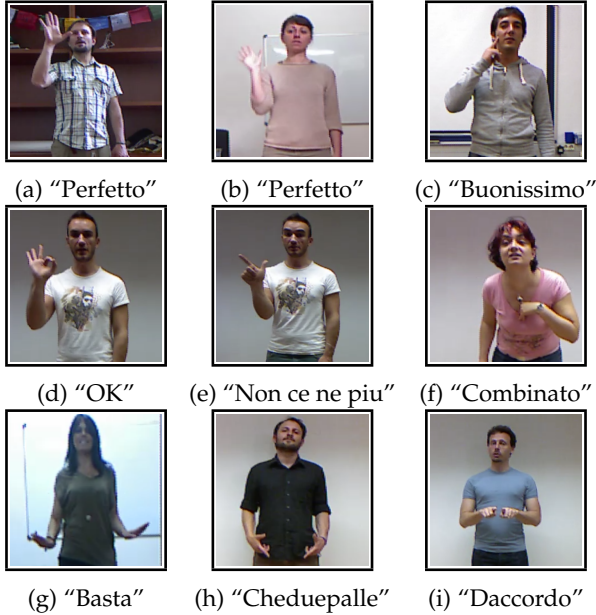 (a) “Perfetto” (b) “Perfetto” (c) “Buonissimo”
(d) “OK” (e) “Non ce ne piu” (f) “Combinato”
(g) “Basta” (h) “Cheduepalle” (i) “Daccordo”